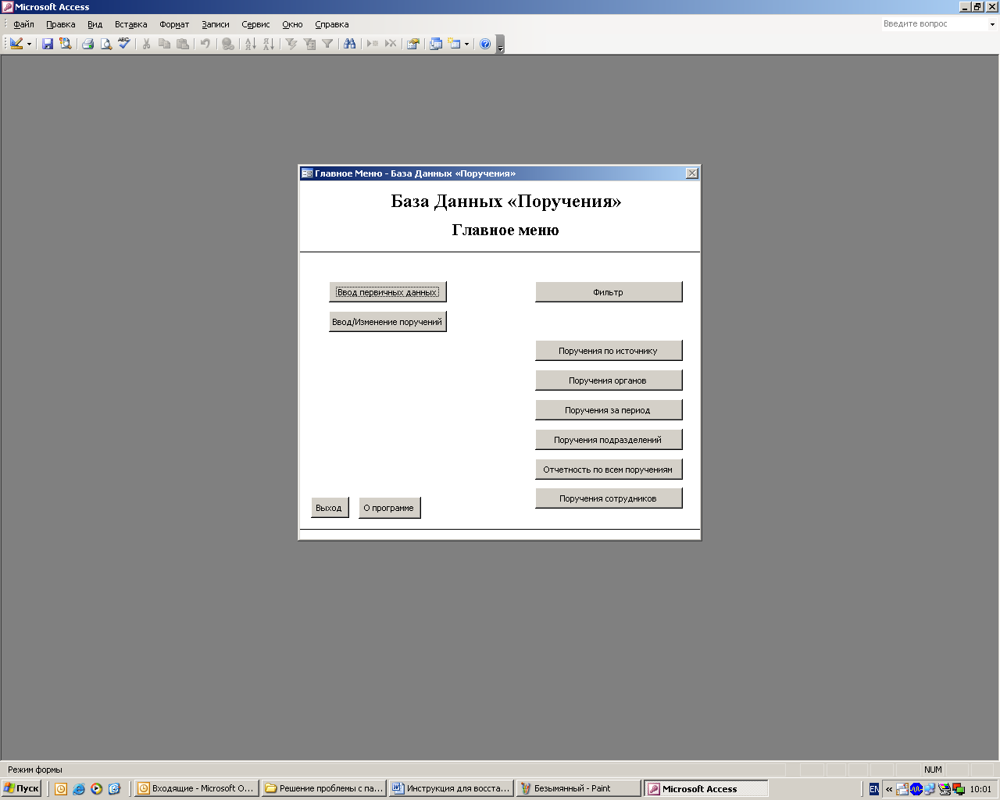 Microsoft Access
Файл Правка Вид Вставка Формат Записи Сервис Окно Справка Введите вопрос
ABC
Главное Меню - База Данных «Поручения»
База Данных «Поручения»
Главное меню
Ввод первичных данных Фильтр
Ввод/Изменение поручений
Поручения по источнику
Поручения органов
Поручения за период
Поручения подразделений
Отчетность по всем поручениям
Поручения сотрудников
Выход О программе
Режим формы NUM
Пуск Входящие - Microsoft O... Решение проблемы с па... Инструкция для восста... Безымянный - Paint Microsoft Access EN « 10:01